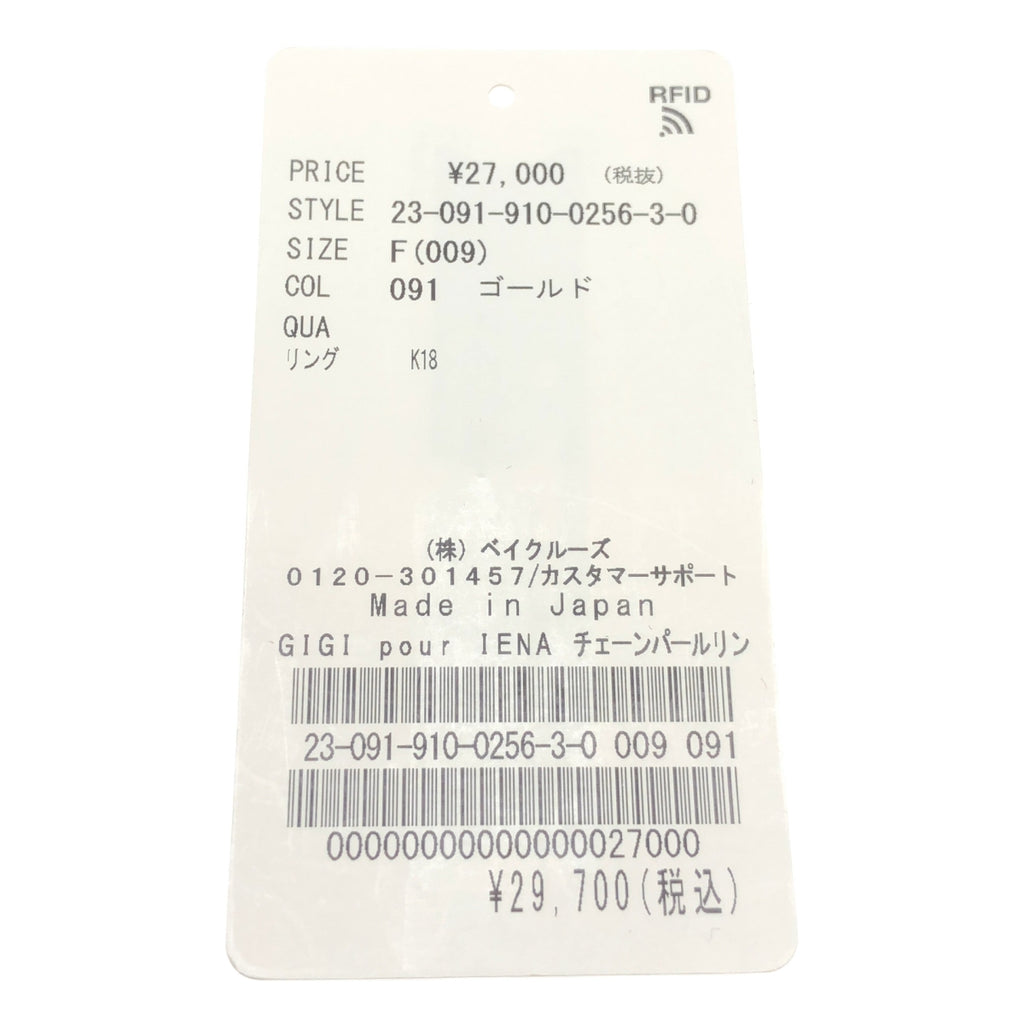 RFID
PRICE ¥27,000 (税抜)
STYLE 23-091-910-0256-3-0
SIZE F(009)
COL 091 ゴールド
QUA
リング K18
(株) ベイクルーズ
0120-301457/カスタマーサポート
Made in Japan
GIGI pour IENA チェーンパールリン
23-091-910-0256-3-0 009 091
00000000000000027000
¥29,700(税込)